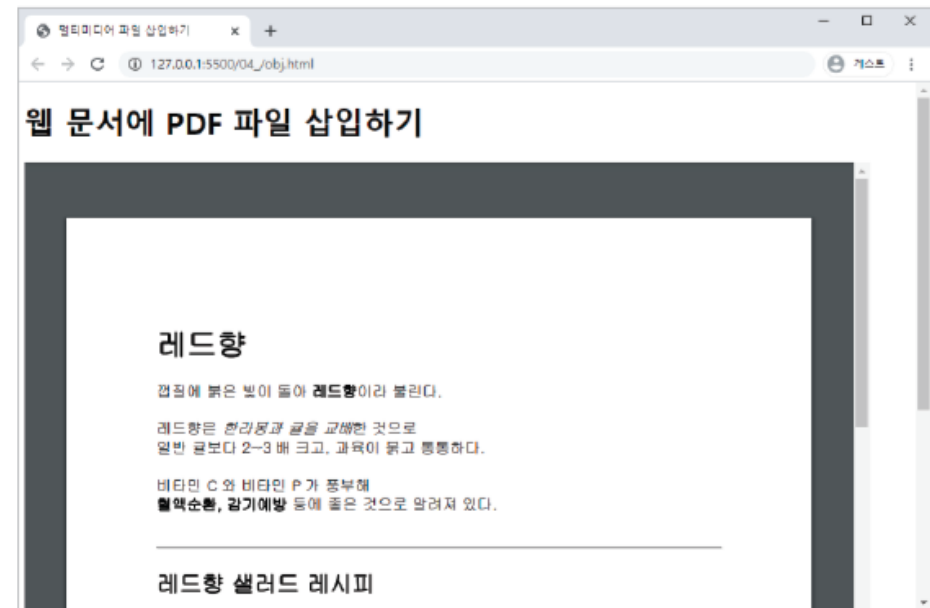 멀티미디어 파일 삽입하기
127.0.0.1:5500/04_/obj.html
게스트
웹 문서에 PDF 파일 삽입하기
레드향
껍질에 붉은 빛이 돌아 레드향이라 불린다.
레드향은 한라봉과 귤을 교배한 것으로
일반 귤보다 2~3 배 크고, 과육이 붉고 통통하다.
비타민 C 와 비타민 P 가 풍부해
혈액순환, 감기예방 등에 좋은 것으로 알려져 있다.
레드향 샐러드 레시피